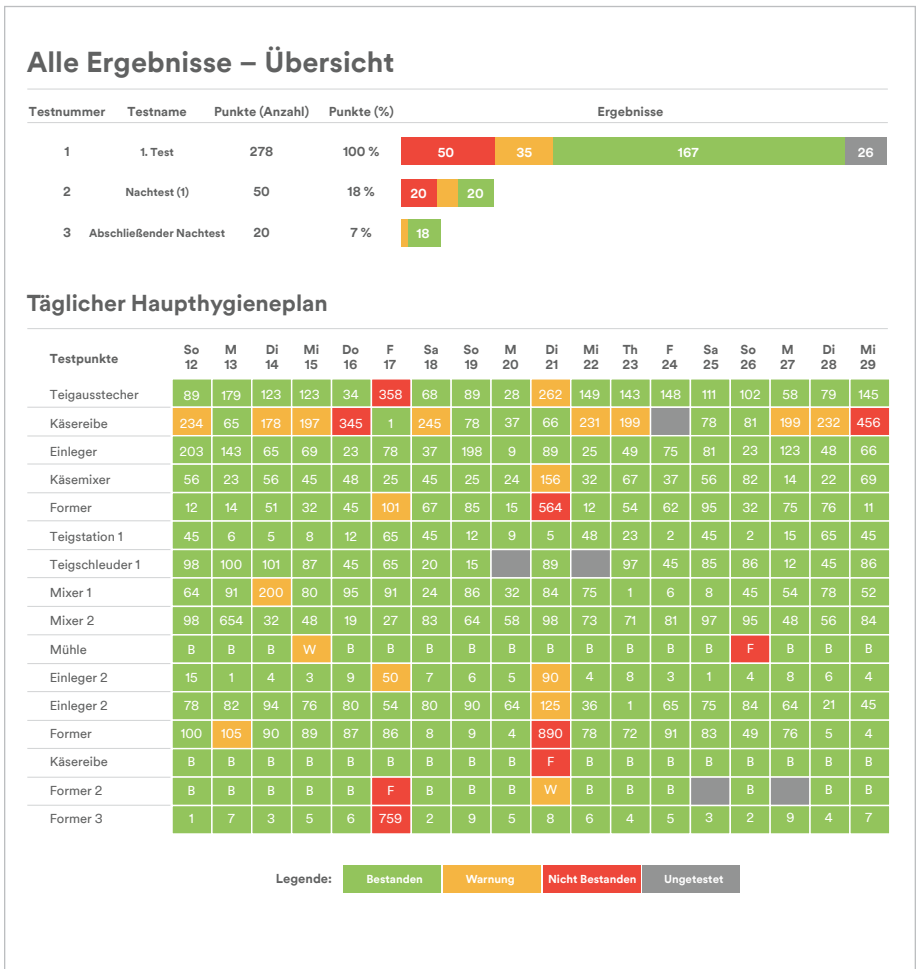 Alle Ergebnisse – Übersicht
Testnummer Testname Punkte (Anzahl) Punkte (%) Ergebnisse
1 1. Test 278 100 % 50 35 167 26
2 Nachtest (1) 50 18 % 20 20
3 Abschließender Nachtest 20 7 % 18
Täglicher Haupthygieneplan
Testpunkte So 12 M 13 Di 14 Mi 15 Do 16 F 17 Sa 18 So 19 M 20 Di 21 Mi 22 Th 23 F 24 Sa 25 So 26 M 27 Di 28 Mi 29
Teigausstecher 89 179 123 123 34 358 68 89 28 262 149 143 148 111 102 58 79 145
Käsereibe 234 65 178 197 345 1 245 78 37 66 231 199 78 81 199 232 456
Einleger 203 143 65 69 23 78 37 198 9 89 25 49 75 81 23 123 48 66
Käsemixer 56 23 56 45 48 25 45 25 24 156 32 67 37 56 82 14 22 69
Former 12 14 51 32 45 101 67 85 15 564 12 54 62 95 32 75 76 11
Teigstation 1 45 6 5 8 12 65 45 12 9 5 48 23 2 45 2 15 65 45
Teigschleuder 1 98 100 101 87 45 65 20 15 89 97 45 85 86 12 45 86
Mixer 1 64 91 200 80 95 91 24 86 32 84 75 1 6 8 45 54 78 52
Mixer 2 98 654 32 48 19 27 83 64 58 98 73 71 81 97 95 48 56 84
Mühle B B B W B B B B B B B B B B F B B B
Einleger 2 15 1 4 3 9 50 7 6 5 90 4 8 3 1 4 8 6 4
Einleger 2 78 82 94 76 80 54 80 90 64 125 36 1 65 75 84 64 21 45
Former 100 105 90 89 87 86 8 9 4 890 78 72 91 83 49 76 5 4
Käsereibe B B B B B B B B B F B B B B B B B B
Former 2 B B B B B F B B B W B B B B B B
Former 3 1 7 3 5 6 759 2 9 5 8 6 4 5 3 2 9 4 7
Legende: Bestanden Warnung Nicht Bestanden Ungetestet